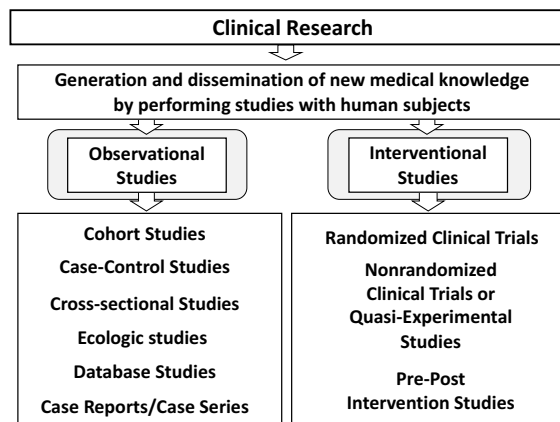 Clinical Research
Generation and dissemination of new medical knowledge
by performing studies with human subjects
Observational
Studies
Interventional
Studies
Cohort Studies
Case-Control Studies
Cross-sectional Studies
Ecologic studies
Database Studies
Case Reports/Case Series
Randomized Clinical Trials
Nonrandomized
Clinical Trials or
Quasi-Experimental
Studies
Pre-Post
Intervention Studies